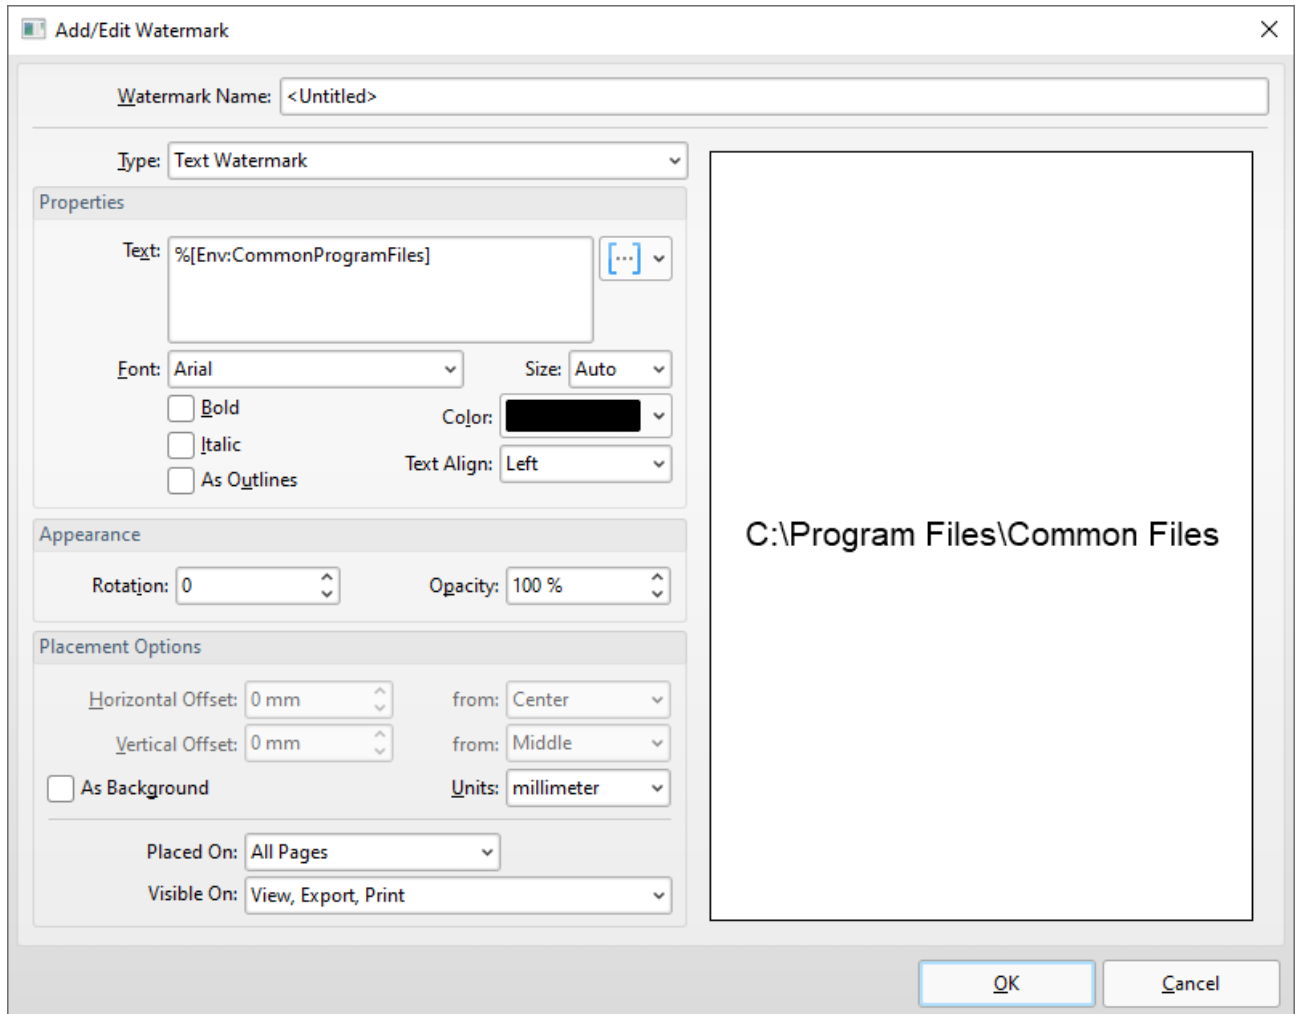 Add/Edit Watermark
Watermark Name: <Untitled>
Type: Text Watermark
Properties
Text: %[Env:CommonProgramFiles]
[...]
Font: Arial
Size: Auto
Bold
Color:
Italic
Text Align: Left
As Outlines
C:\Program Files\Common Files
Appearance
Rotation: 0
Opacity: 100 %
Placement Options
Horizontal Offset: 0 mm
from: Center
Vertical Offset: 0 mm
from: Middle
As Background
Units: millimeter
Placed On: All Pages
Visible On: View, Export, Print
OK
Cancel